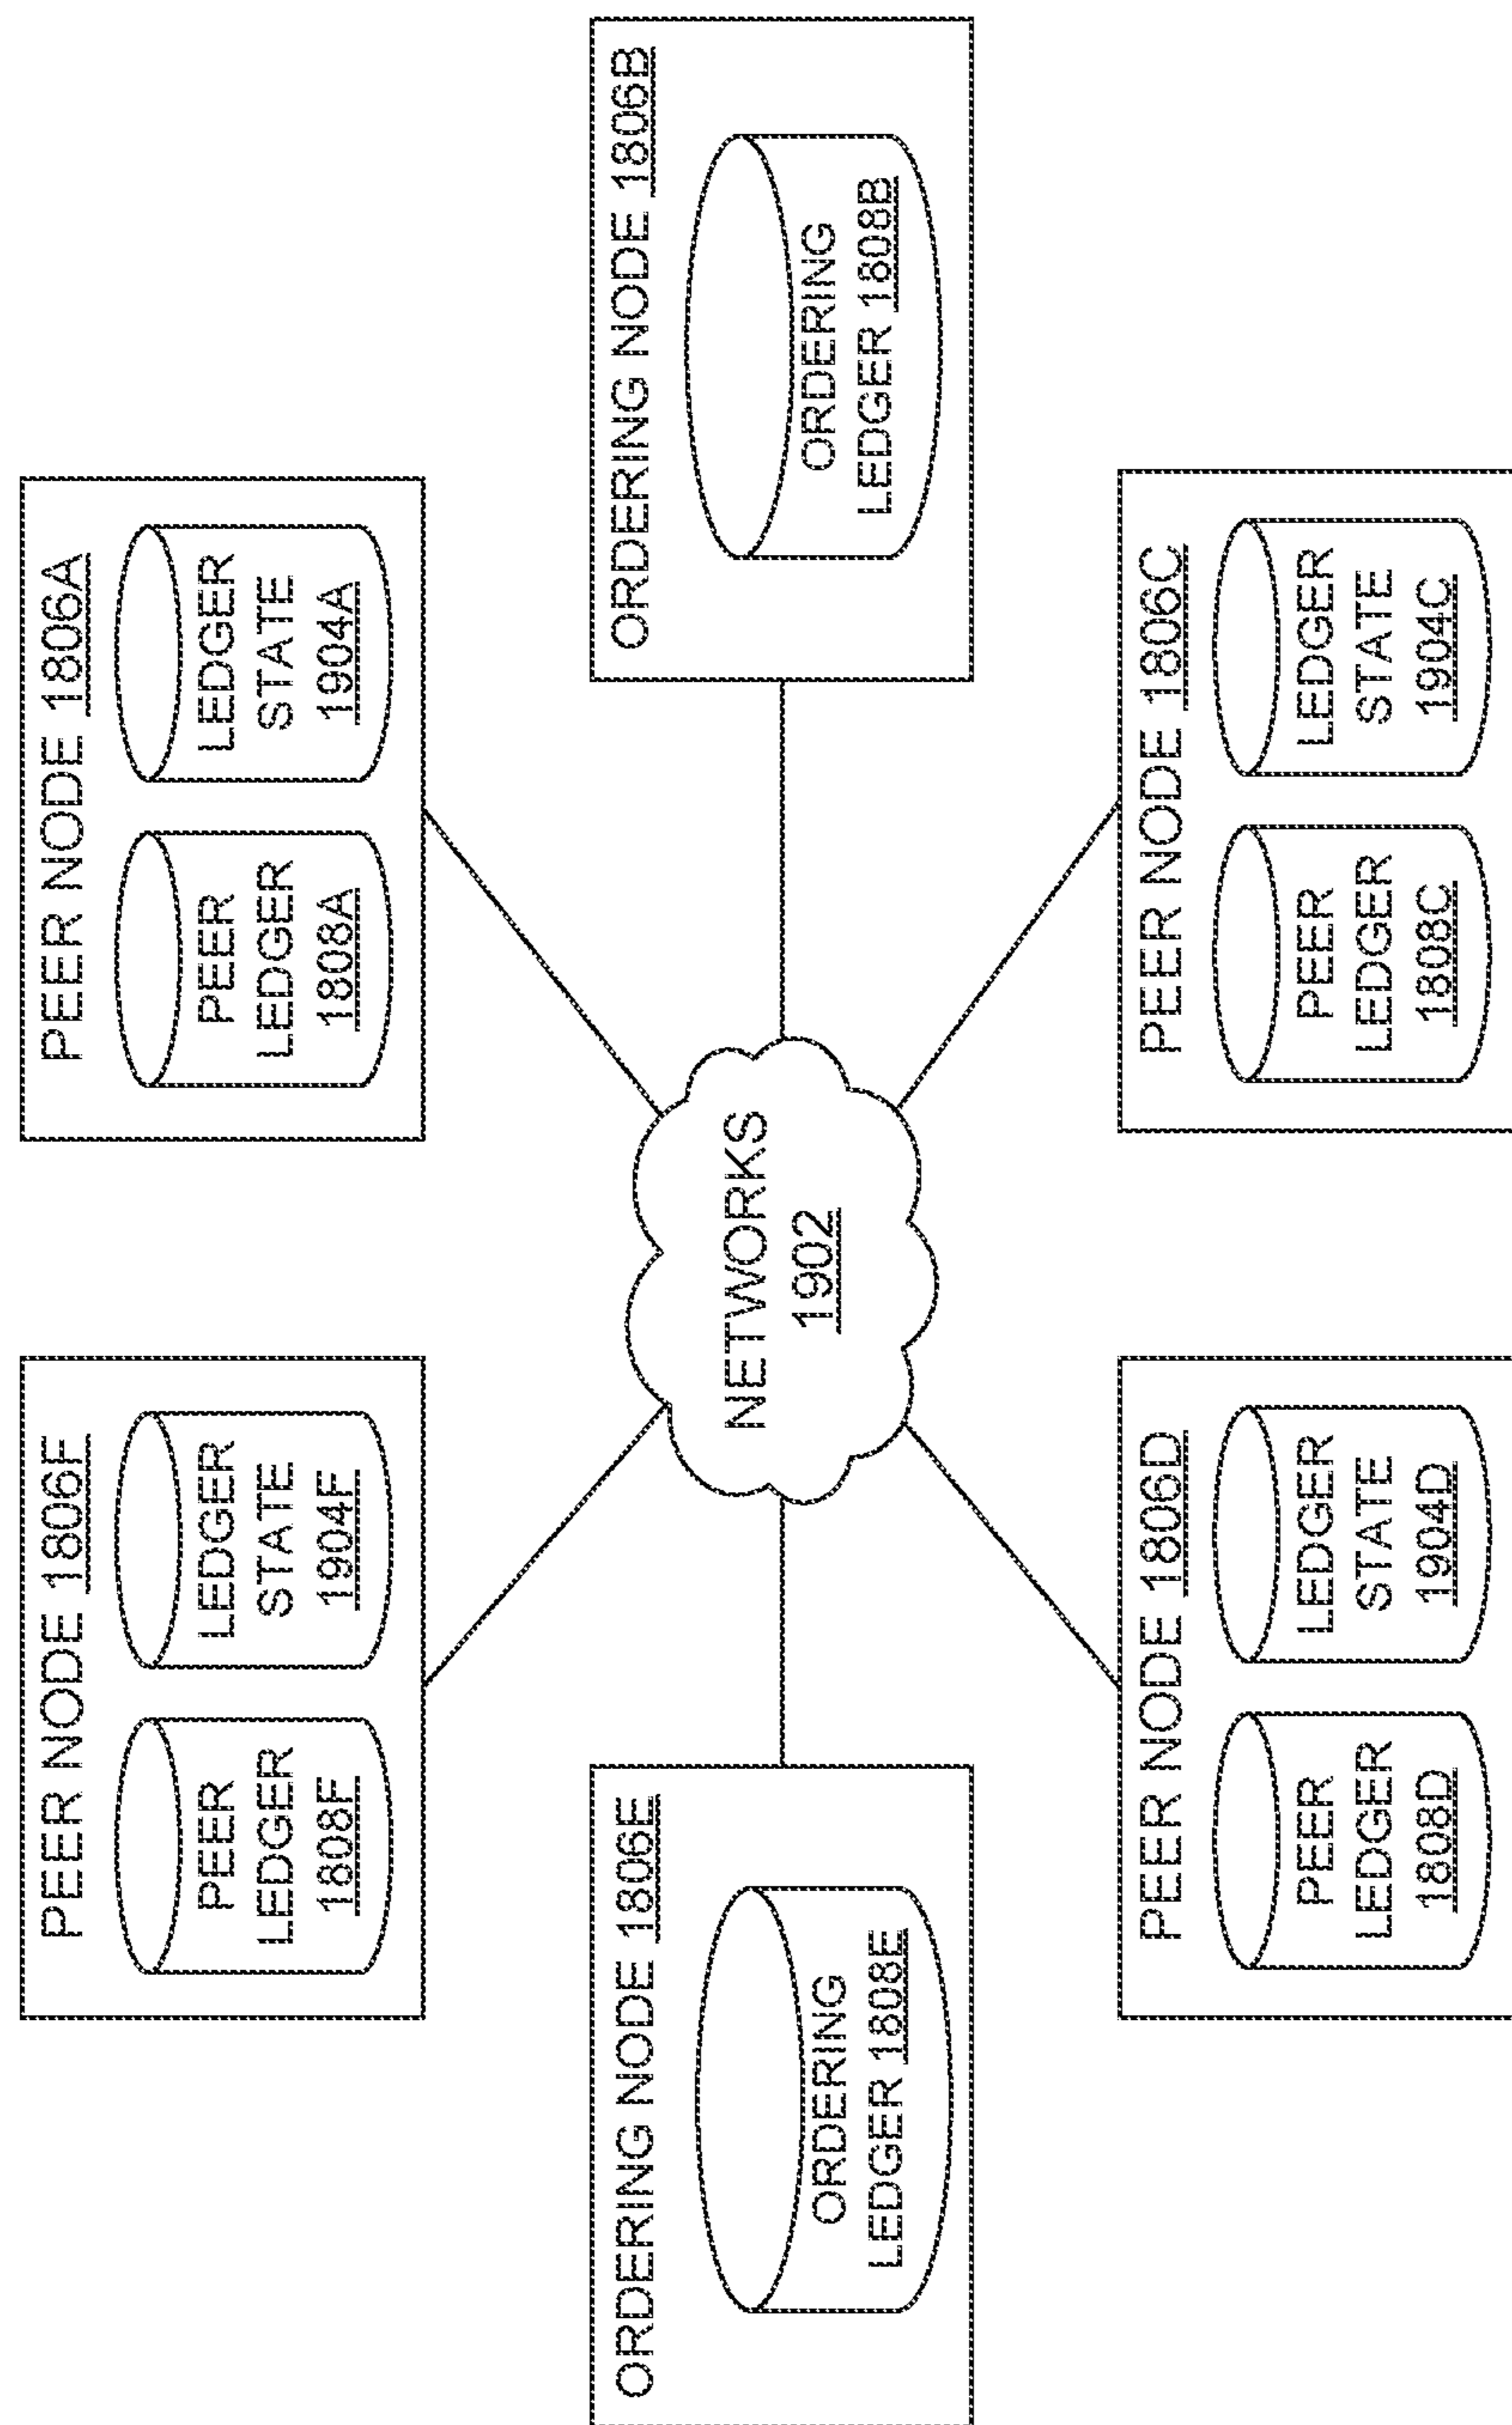 PEER NODE 1806F
PEER
LEDGER
1808F
LEDGER
STATE
1904F
PEER NODE 1806A
PEER
LEDGER
1808A
LEDGER
STATE
1904A
ORDERING NODE 1806E
ORDERING
LEDGER 1808E
NETWORKS
1902
ORDERING NODE 1806B
ORDERING
LEDGER 1808B
PEER NODE 1806D
PEER
LEDGER
1808D
LEDGER
STATE
1904D
PEER NODE 1806C
PEER
LEDGER
1808C
LEDGER
STATE
1904C